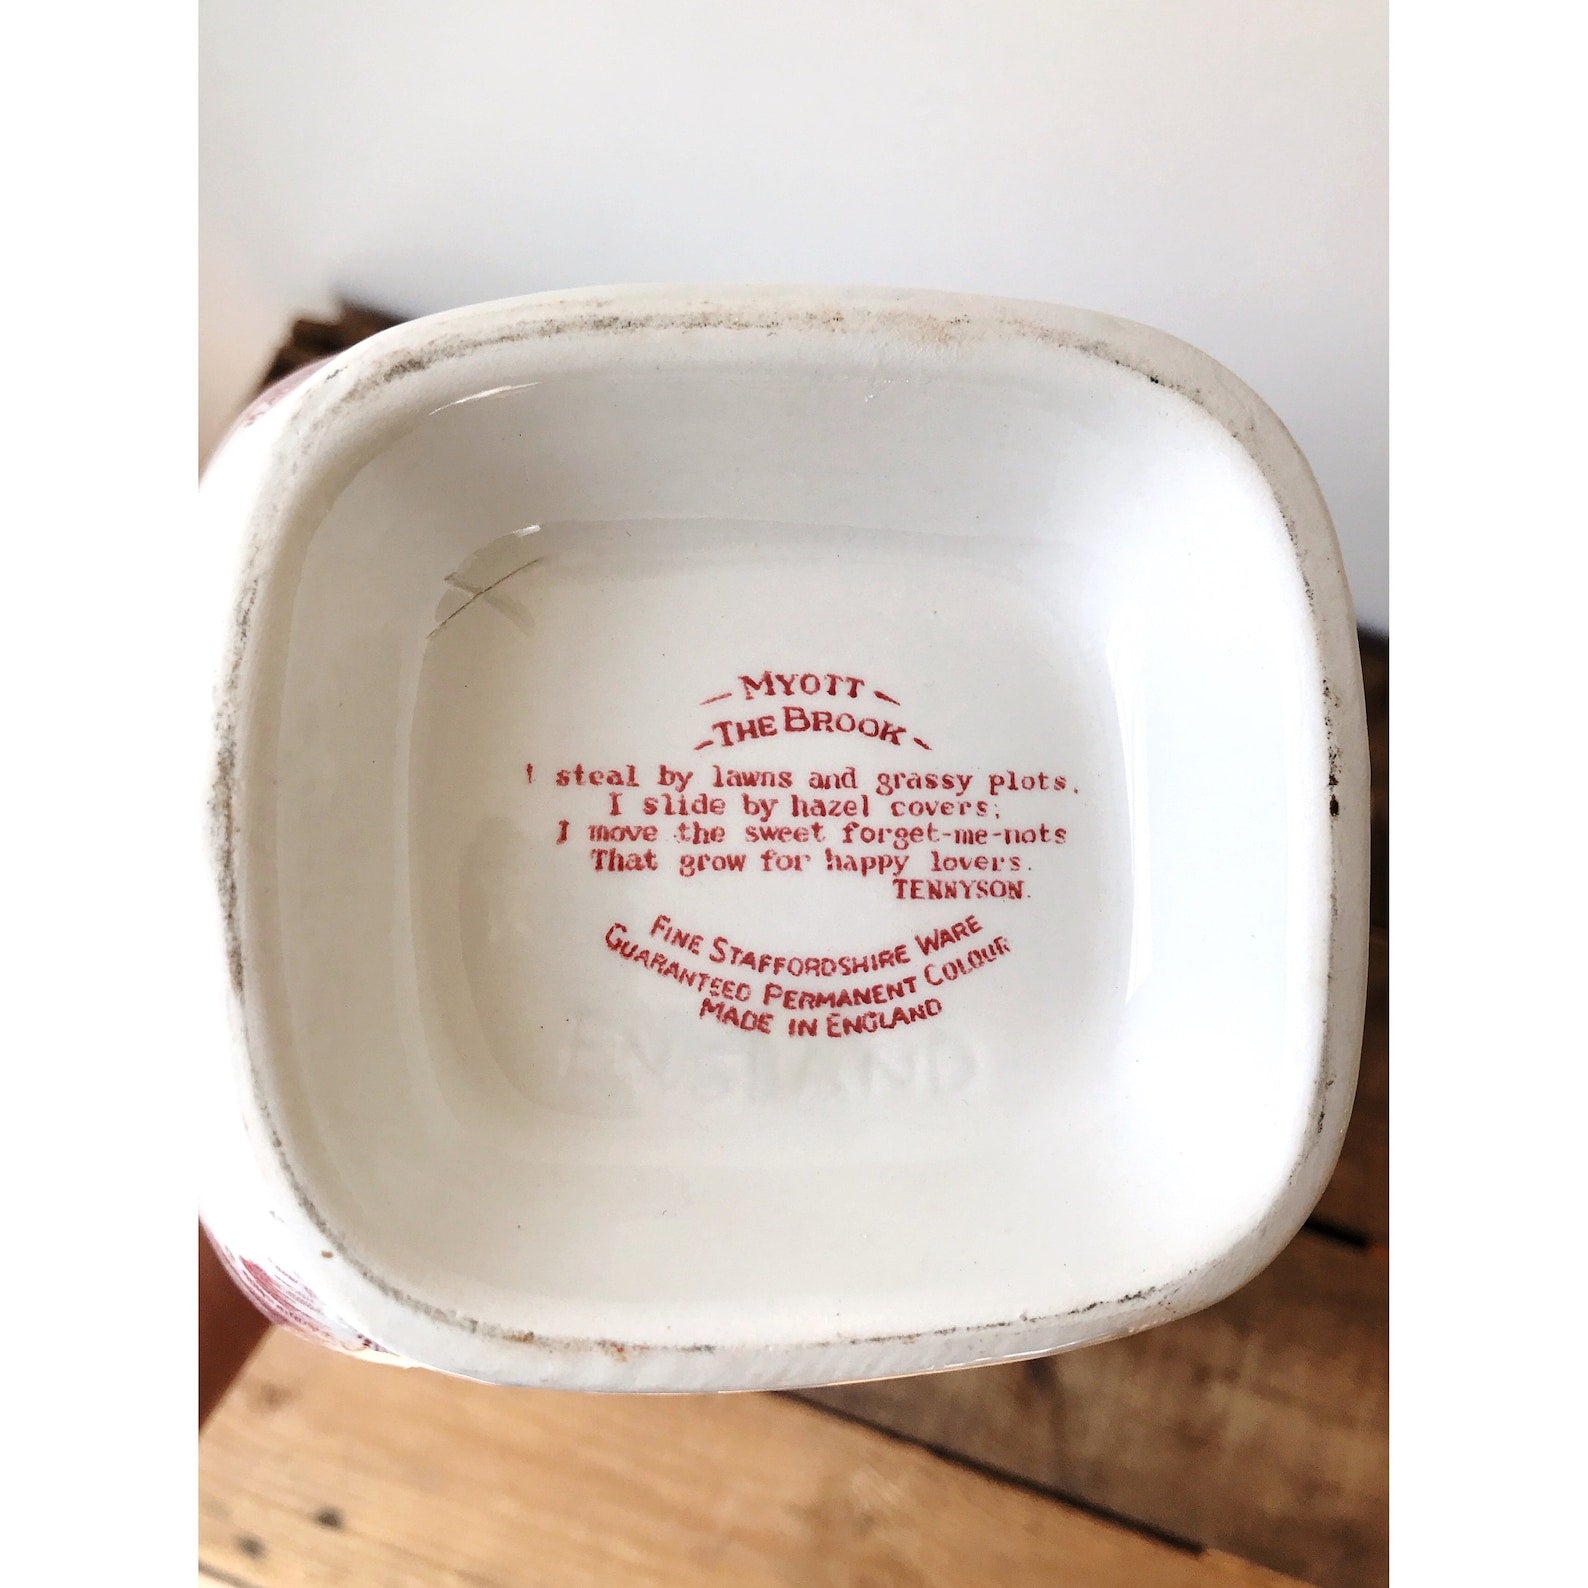 - MYOTT -
- THE BROOK -
I steal by lawns and grassy plots,
I slide by hazel covers;
I move the sweet forget-me-nots
That grow for happy lovers.
TENNYSON.
FINE STAFFORDSHIRE WARE
GUARANTEED PERMANENT COLOUR
MADE IN ENGLAND